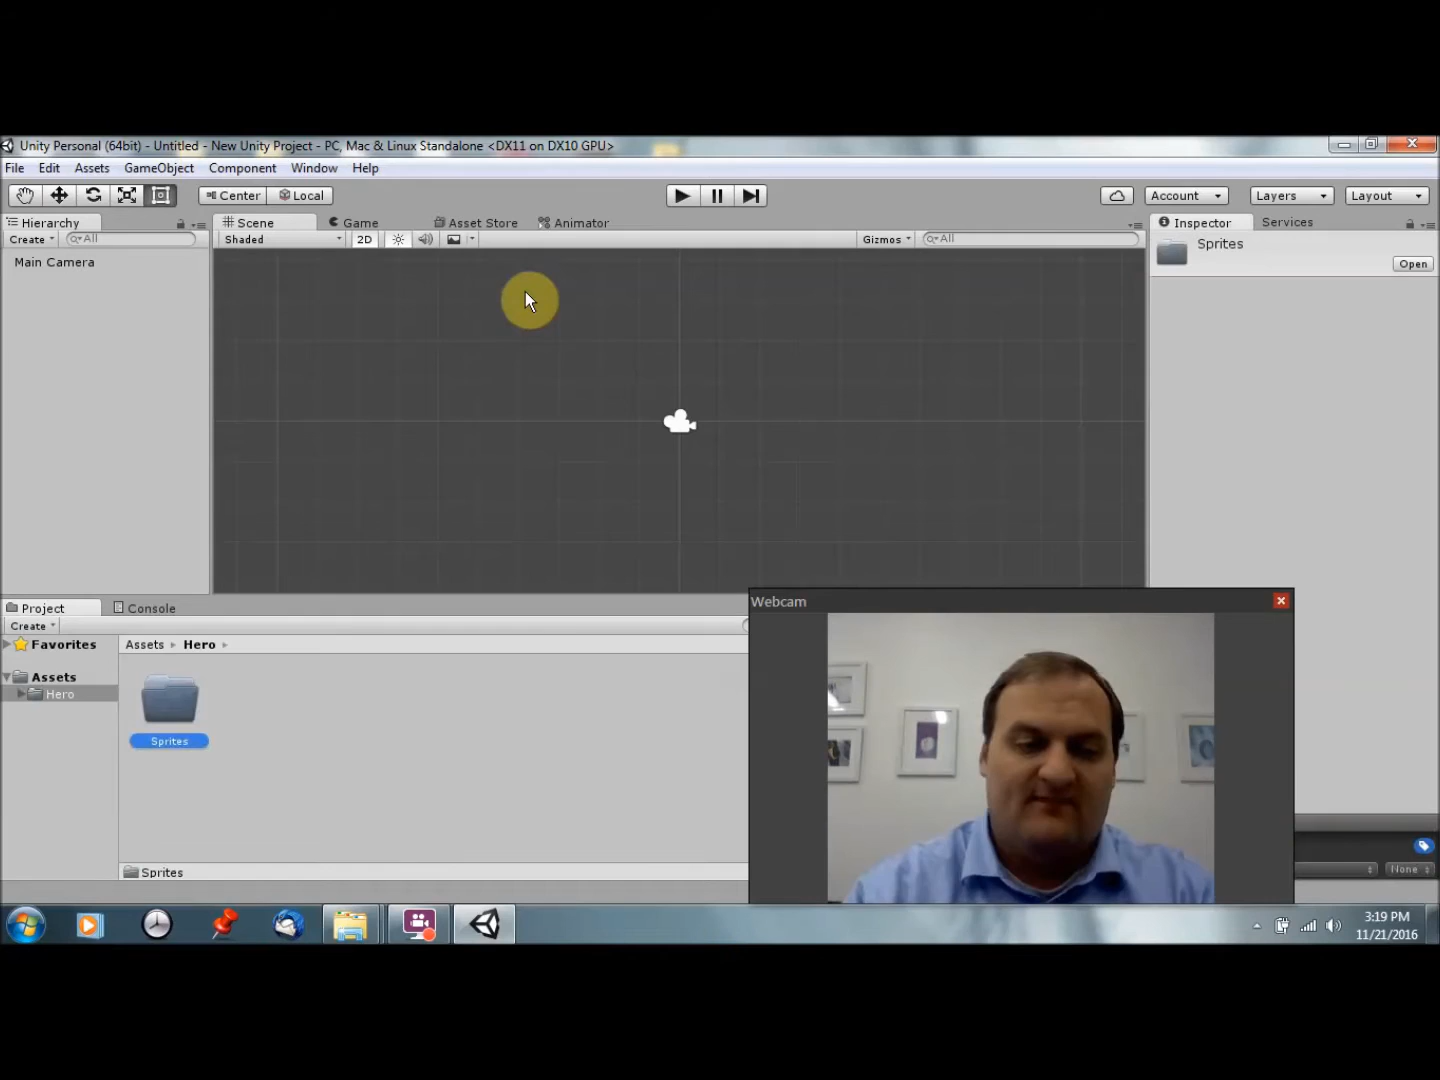 Unity Personal (64bit) - Untitled - New Unity Project - PC, Mac & Linux Standalone <DX11 on DX10 GPU>
File Edit Assets GameObject Component Window Help
Center Local Account Layers Layout
Hierarchy Scene Game Asset Store Animator Inspector Services
Create All Shaded 2D Gizmos All Sprites
Open
Main Camera
Webcam
Project Console
Create
Favorites Assets Hero
Assets
Hero
Sprites
Sprites
None
3:19 PM
11/21/2016